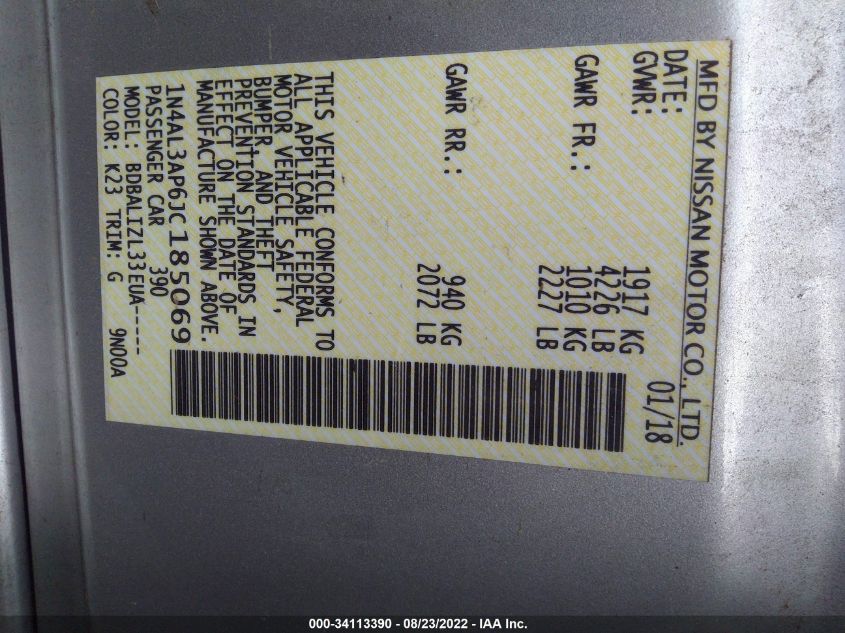 MFD BY NISSAN MOTOR CO., LTD.
DATE: 01/18
GVWR: 1917 KG
4226 LB
GAWR FR.: 1010 KG
2227 LB
GAWR RR.: 940 KG
2072 LB
THIS VEHICLE CONFORMS TO
ALL APPLICABLE FEDERAL
MOTOR VEHICLE SAFETY,
BUMPER, AND THEFT
PREVENTION STANDARDS IN
EFFECT ON THE DATE OF
MANUFACTURE SHOWN ABOVE.
1N4AL3AP6JC185069
PASSENGER CAR 390
MODEL: BDBALIZL33EUA-----
COLOR: K23 TRIM: G 9N00A
000-34113390 - 08/23/2022 - IAA Inc.